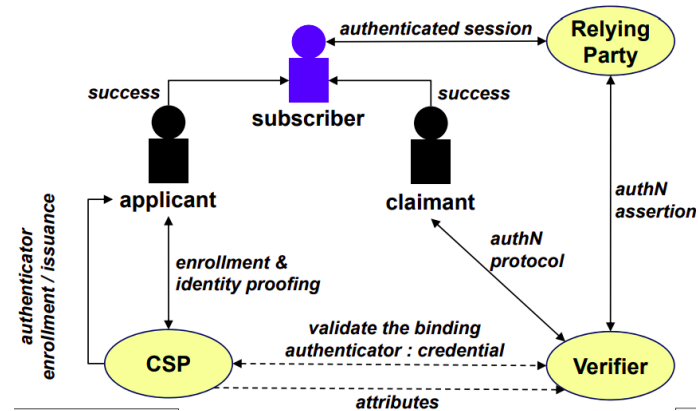 authenticated session
Relying
Party
success
success
subscriber
applicant
claimant
authenticator
enrollment / issuance
enrollment &
identity proofing
authN
protocol
authN
assertion
validate the binding
authenticator : credential
CSP
Verifier
attributes